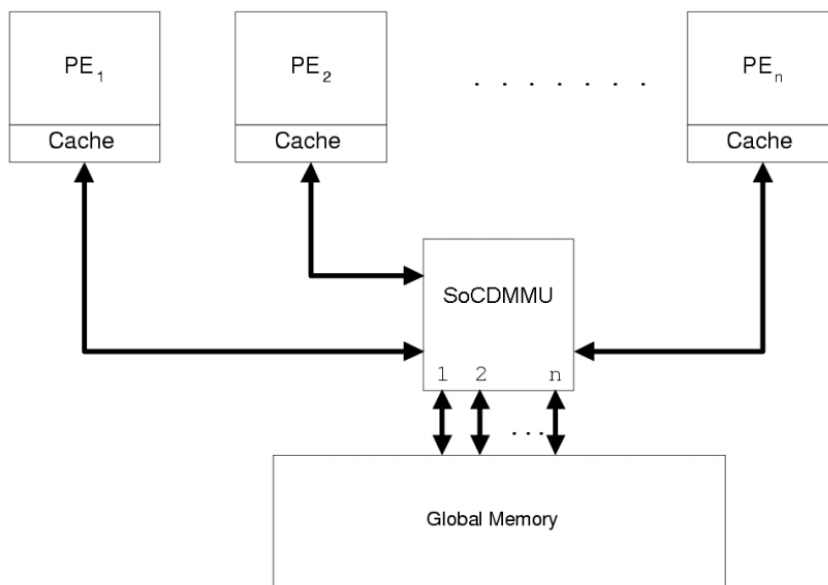 PE1 PE2 . . . . . . . PEn
Cache Cache Cache
SoCDMMU
1 2 n
...
Global Memory